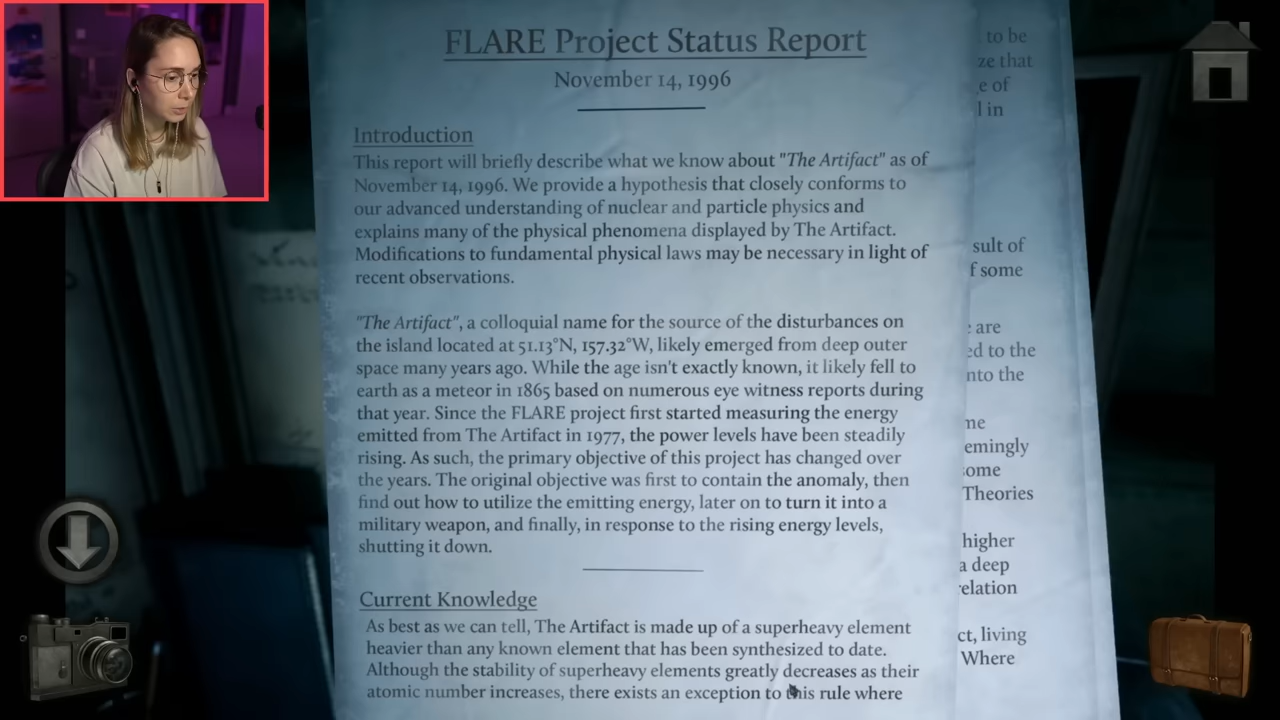 FLARE Project Status Report
November 14, 1996
Introduction
This report will briefly describe what we know about "The Artifact" as of
November 14, 1996. We provide a hypothesis that closely conforms to
our advanced understanding of nuclear and particle physics and
explains many of the physical phenomena displayed by The Artifact.
Modifications to fundamental physical laws may be necessary in light of
recent observations.
"The Artifact", a colloquial name for the source of the disturbances on
the island located at 51.13°N, 157.32°W, likely emerged from deep outer
space many years ago. While the age isn't exactly known, it likely fell to
earth as a meteor in 1865 based on numerous eye witness reports during
that year. Since the FLARE project first started measuring the energy
emitted from The Artifact in 1977, the power levels have been steadily
rising. As such, the primary objective of this project has changed over
the years. The original objective was first to contain the anomaly, then
find out how to utilize the emitting energy, later on to turn it into a
military weapon, and finally, in response to the rising energy levels,
shutting it down.
Current Knowledge
As best as we can tell, The Artifact is made up of a superheavy element
heavier than any known element that has been synthesized to date.
Although the stability of superheavy elements greatly decreases as their
atomic number increases, there exists an exception to this rule where
to be
ze that
e of
l in
sult of
f some
are
ed to the
nto the
me
emingly
ome
Theories
higher
a deep
relation
ct, living
Where